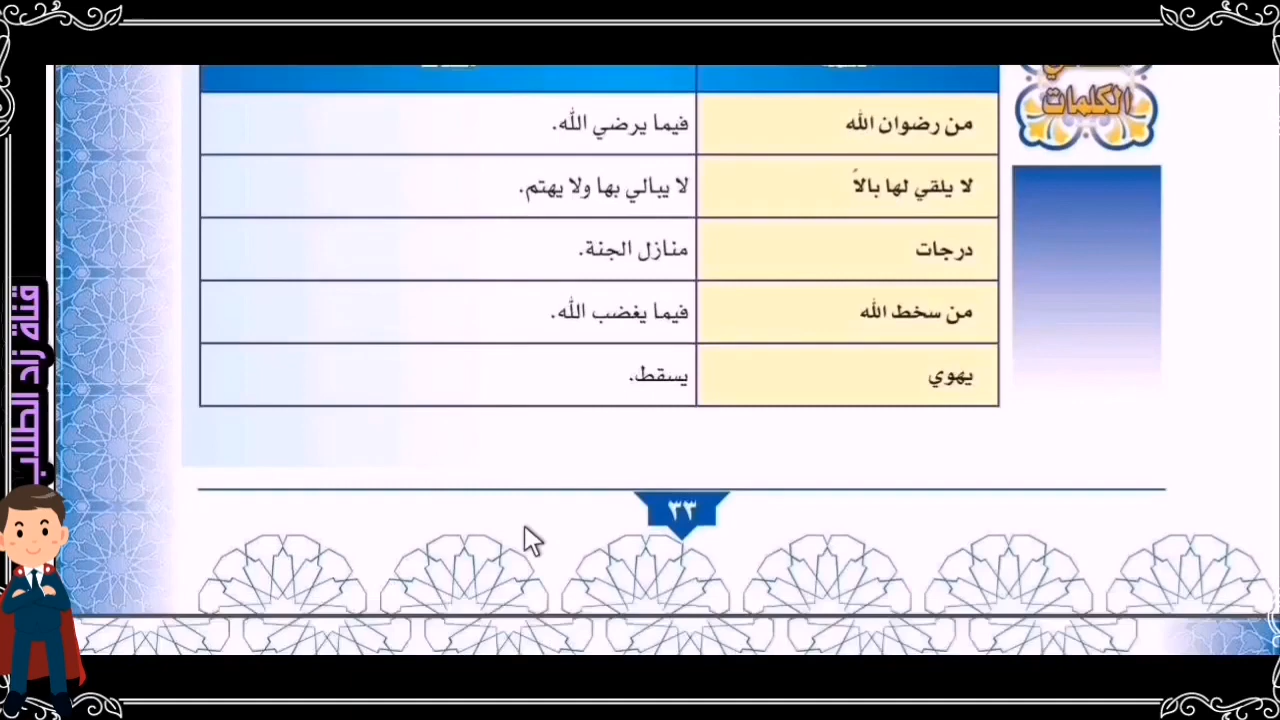 الكلمات
من رضوان الله
فيما يرضي الله.
لا يلقي لها بالاً
لا يبالي بها ولا يهتم.
درجات
منازل الجنة.
من سخط الله
فيما يغضب الله.
يهوي
يسقط.
٣٣
قناة زاد الطلاب